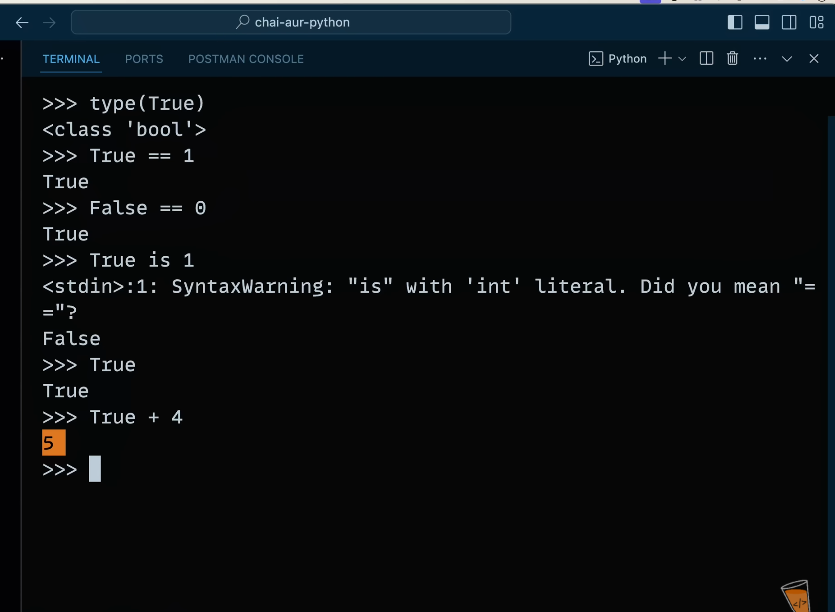 chai-aur-python
TERMINAL PORTS POSTMAN CONSOLE Python
>>> type(True)
<class 'bool'>
>>> True == 1
True
>>> False == 0
True
>>> True is 1
<stdin>:1: SyntaxWarning: "is" with 'int' literal. Did you mean "=
="?
False
>>> True
True
>>> True + 4
5
>>>
</>